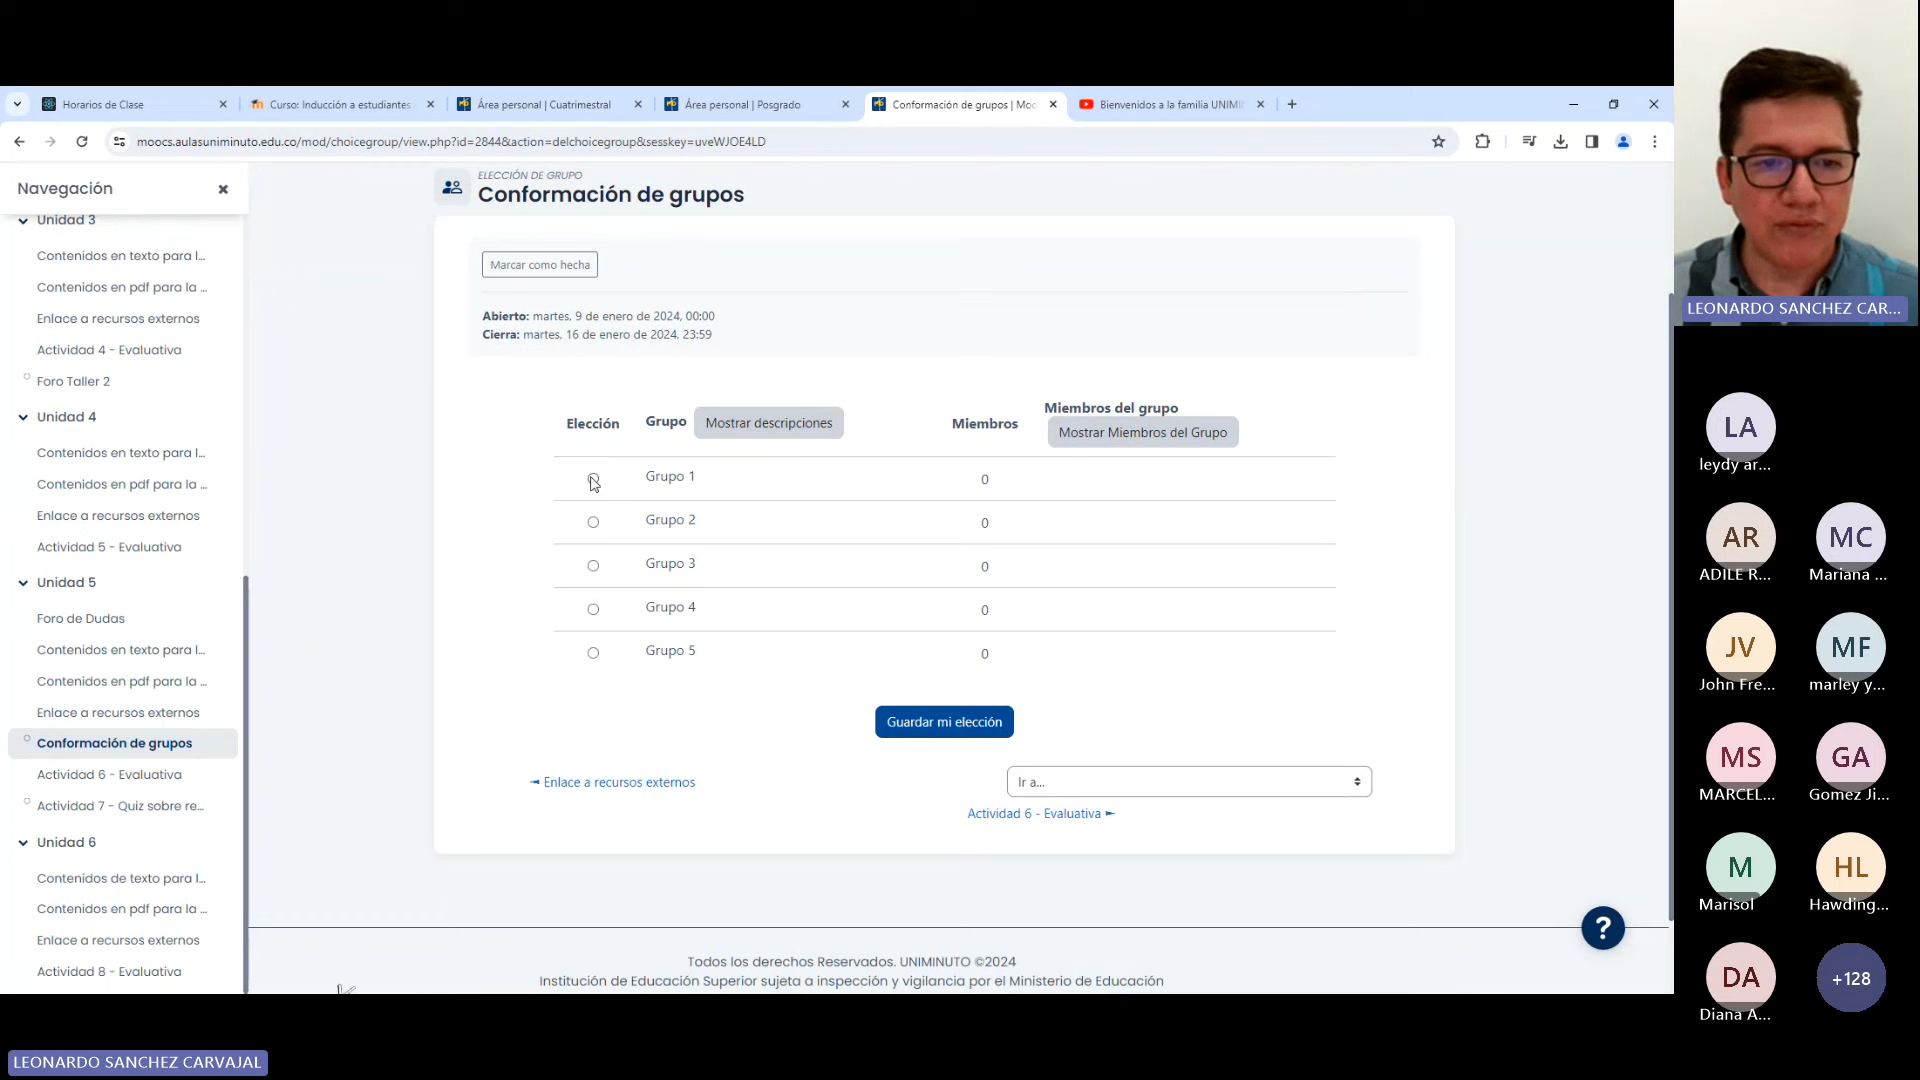 Horarios de Clase
Curso: Inducción a estudiantes
Área personal | Cuatrimestral
Área personal | Posgrado
Conformación de grupos | Moo
Bienvenidos a la familia UNIMI
moocs.aulasuniminuto.edu.co/mod/choicegroup/view.php?id=2844&action=delchoicegroup&sesskey=uveWJOE4LD
Navegación
Unidad 3
Contenidos en texto para l...
Contenidos en pdf para la ...
Enlace a recursos externos
Actividad 4 - Evaluativa
Foro Taller 2
Unidad 4
Contenidos en texto para l...
Contenidos en pdf para la ...
Enlace a recursos externos
Actividad 5 - Evaluativa
Unidad 5
Foro de Dudas
Contenidos en texto para l...
Contenidos en pdf para la ...
Enlace a recursos externos
Conformación de grupos
Actividad 6 - Evaluativa
Actividad 7 - Quiz sobre re...
Unidad 6
Contenidos de texto para l...
Contenidos en pdf para la ...
Enlace a recursos externos
Actividad 8 - Evaluativa
ELECCIÓN DE GRUPO
Conformación de grupos
Marcar como hecha
Abierto: martes, 9 de enero de 2024, 00:00
Cierra: martes, 16 de enero de 2024, 23:59
Elección Grupo Mostrar descripciones Miembros Miembros del grupo
Mostrar Miembros del Grupo
Grupo 1 0
Grupo 2 0
Grupo 3 0
Grupo 4 0
Grupo 5 0
Guardar mi elección
◄ Enlace a recursos externos
Ir a...
Actividad 6 - Evaluativa ►
?
Todos los derechos Reservados. UNIMINUTO ©2024
Institución de Educación Superior sujeta a inspección y vigilancia por el Ministerio de Educación
LEONARDO SANCHEZ CAR...
LA
leydy ar...
AR
ADILE R...
MC
Mariana ...
JV
John Fre...
MF
marley y...
MS
MARCEL...
GA
Gomez Ji...
M
Marisol
HL
Hawding...
DA
Diana A...
+128
LEONARDO SANCHEZ CARVAJAL